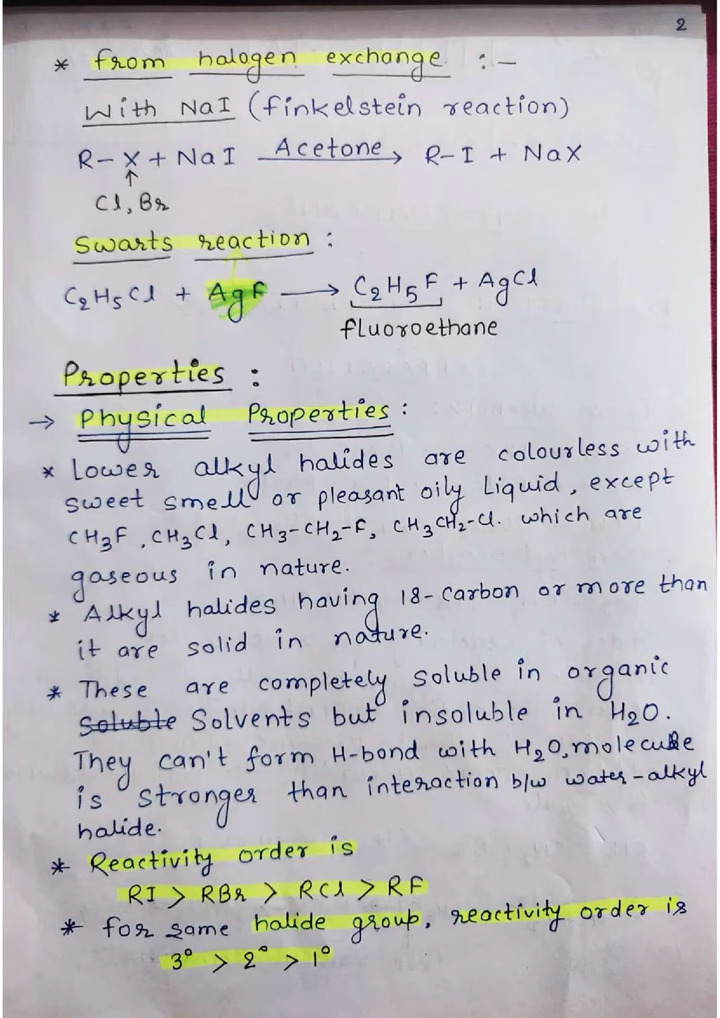 2
* from halogen exchange :-
With NaI (finkelstein reaction)
R-X + NaI Acetone→ R-I + NaX
↑
Cl, Br
Swarts reaction :
C2H5Cl + AgF → C2H5F + AgCl
fluoroethane
Properties :
→ Physical Properties :
* Lower alkyl halides are colourless with
sweet smell or pleasant oily Liquid, except
CH3F, CH3Cl, CH3-CH2-F, CH3CH2-Cl. which are
gaseous in nature.
* Alkyl halides having 18-Carbon or more than
it are solid in nature.
* These are completely soluble in organic
Soluble Solvents but insoluble in H2O.
They can't form H-bond with H2O, molecule
is stronger than interaction b/w water-alkyl
halide.
* Reactivity order is
RI > RBr > RCl > RF
* for same halide group, reactivity order is
3° > 2° > 1°